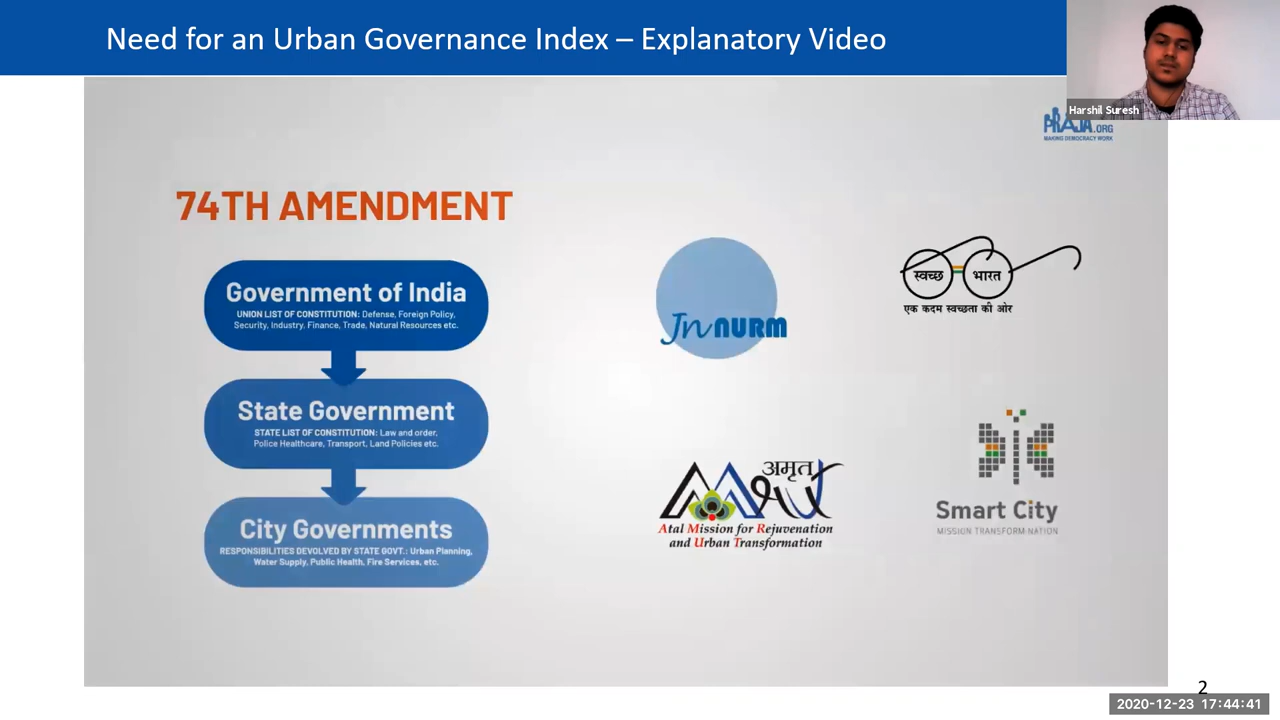 Need for an Urban Governance Index – Explanatory Video
Harshil Suresh
PRAJA.ORG
MAKING DEMOCRACY WORK
74TH AMENDMENT
Government of India
UNION LIST OF CONSTITUTION: Defense, Foreign Policy,
Security, Industry, Finance, Trade, Natural Resources etc.
State Government
STATE LIST OF CONSTITUTION: Law and order,
Police Healthcare, Transport, Land Policies etc.
City Governments
RESPONSIBILITIES DEVOLVED BY STATE GOVT.: Urban Planning,
Water Supply, Public Health, Fire Services, etc.
JnNURM
स्वच्छ भारत
एक कदम स्वच्छता की ओर
अमृत
AMRUT
Atal Mission for Rejuvenation
and Urban Transformation
Smart City
MISSION TRANSFORM-NATION
2
2020-12-23 17:44:41